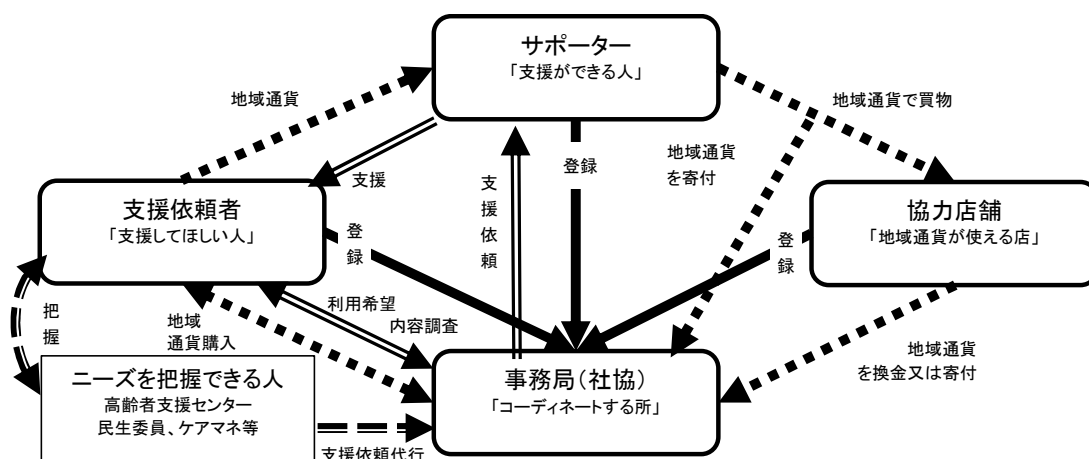 サポーター
「支援ができる人」
地域通貨
地域通貨で買物
支援
支
援
依
頼
登録
地域通貨
を寄付
支援依頼者
「支援してほしい人」
協力店舗
「地域通貨が使える店」
登
録
登
録
把
握
利用希望
内容調査
地域
通貨購入
地域通貨
を換金又は寄付
ニーズを把握できる人
高齢者支援センター
民生委員、ケアマネ等
事務局（社協）
「コーディネートする所」
支援依頼代行